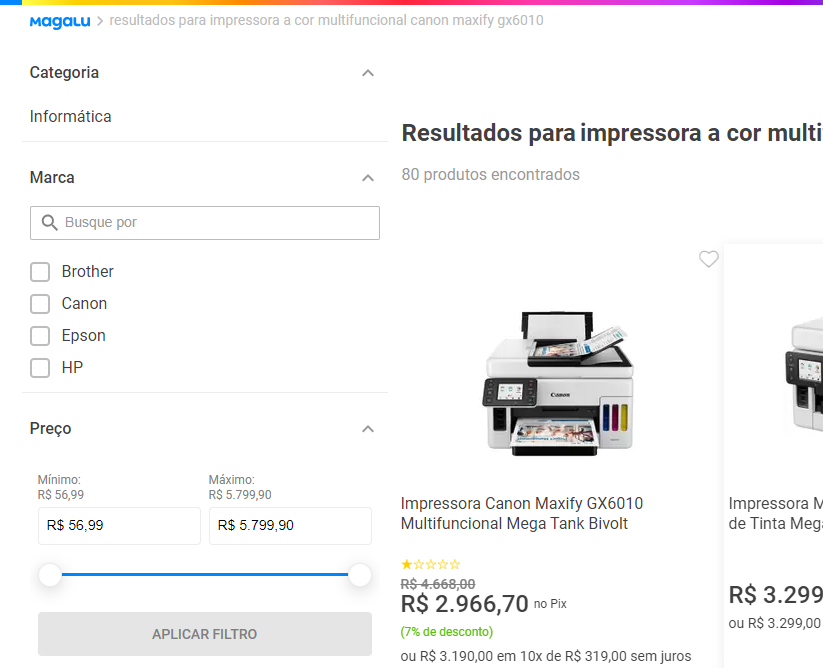 MAGALU > resultados para impressora a cor multifuncional canon maxify gx6010
Categoria
Informática
Marca
Busque por
Brother
Canon
Epson
HP
Preço
Mínimo:
R$ 56,99
Máximo:
R$ 5.799,90
R$ 56,99
R$ 5.799,90
APLICAR FILTRO
Resultados para impressora a cor multi
80 produtos encontrados
Canon
Impressora Canon Maxify GX6010
Multifuncional Mega Tank Bivolt
R$ 4.668,00
R$ 2.966,70 no Pix
(7% de desconto)
ou R$ 3.190,00 em 10x de R$ 319,00 sem juros
Impressora M
de Tinta Mega
R$ 3.299
ou R$ 3.299,00